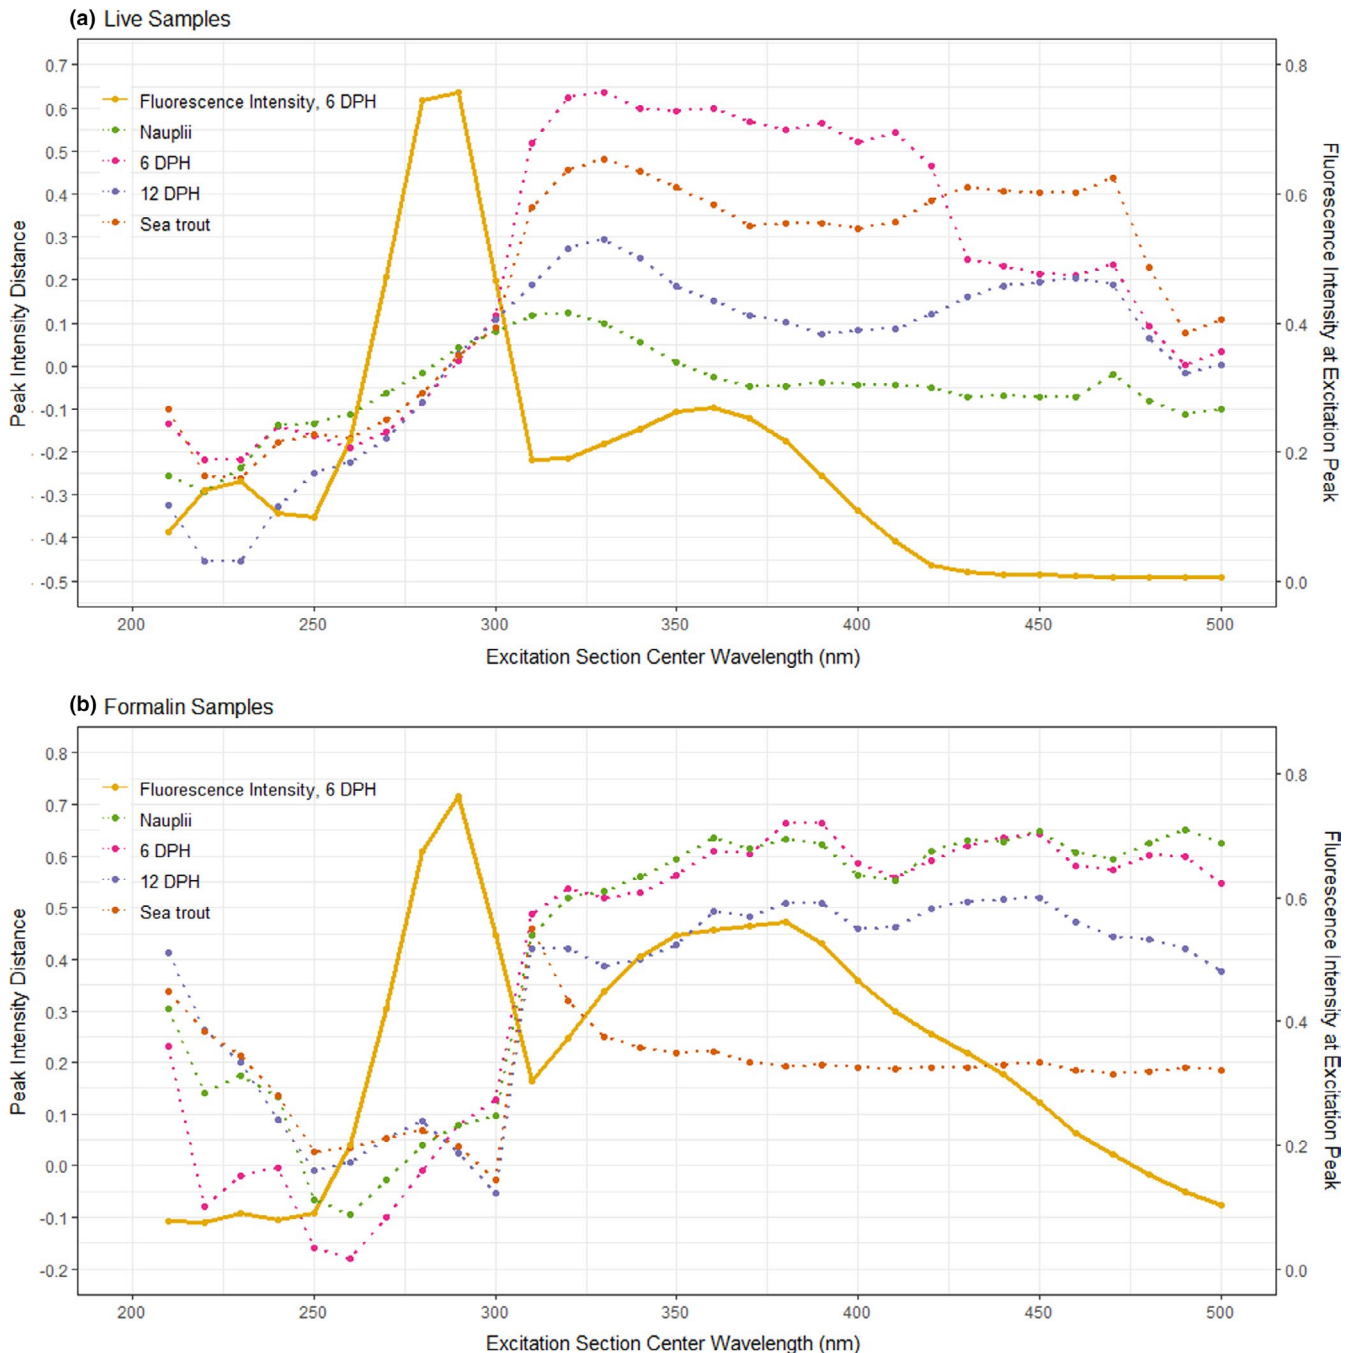 (a) Live Samples
0.7
0.6
0.5
0.4
0.3
0.2
0.1
0.0
-0.1
-0.2
-0.3
-0.4
-0.5
Peak Intensity Distance
Fluorescence Intensity, 6 DPH
Nauplii
6 DPH
12 DPH
Sea trout
0.8
0.6
0.4
0.2
0.0
Fluorescence Intensity at Excitation Peak
200 250 300 350 400 450 500
Excitation Section Center Wavelength (nm)
(b) Formalin Samples
0.8
0.7
0.6
0.5
0.4
0.3
0.2
0.1
0.0
-0.1
-0.2
Peak Intensity Distance
Fluorescence Intensity, 6 DPH
Nauplii
6 DPH
12 DPH
Sea trout
0.8
0.6
0.4
0.2
0.0
Fluorescence Intensity at Excitation Peak
200 250 300 350 400 450 500
Excitation Section Center Wavelength (nm)